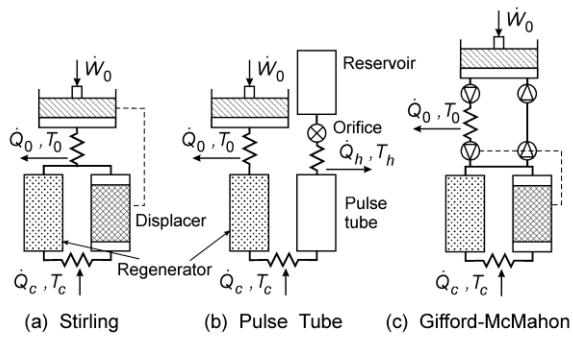 Ẇ₀
Q̇₀ , T₀
Displacer
Regenerator
Q̇c , Tc
(a) Stirling
Ẇ₀
Reservoir
Orifice
Q̇₀ , T₀
Q̇h , Th
Pulse
tube
Q̇c , Tc
(b) Pulse Tube
Ẇ₀
Q̇₀ , T₀
Q̇c , Tc
(c) Gifford-McMahon